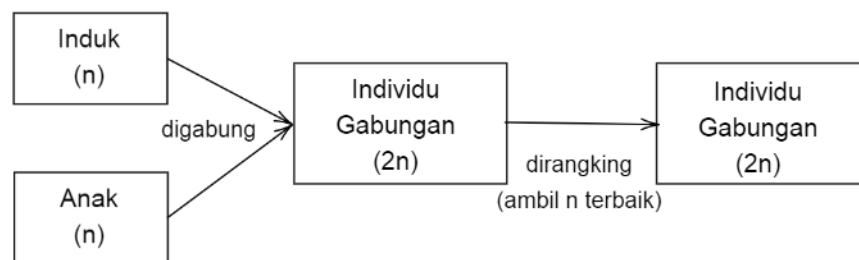 Induk
(n)
digabung
Anak
(n)
Individu
Gabungan
(2n)
dirangking
(ambil n terbaik)
Individu
Gabungan
(2n)